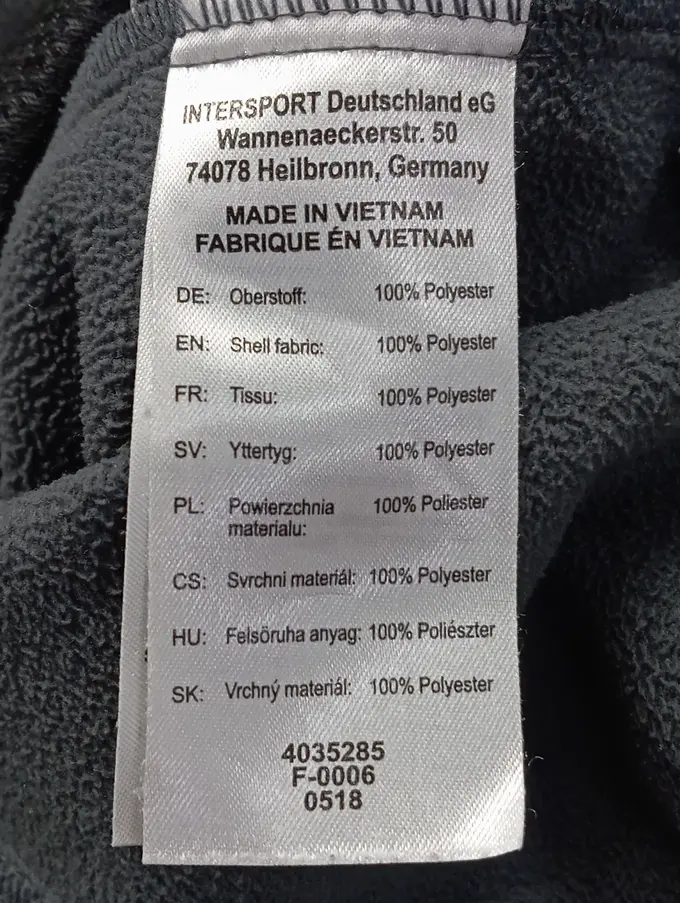 INTERSPORT Deutschland eG
Wannenaeckerstr. 50
74078 Heilbronn, Germany
MADE IN VIETNAM
FABRIQUE ÉN VIETNAM
DE: Oberstoff: 100% Polyester
EN: Shell fabric: 100% Polyester
FR: Tissu: 100% Polyester
SV: Yttertyg: 100% Polyester
PL: Powierzchnia 100% Poliester
materialu:
CS: Svrchni materiál: 100% Polyester
HU: Felsöruha anyag: 100% Poliészter
SK: Vrchný materiál: 100% Polyester
4035285
F-0006
0518